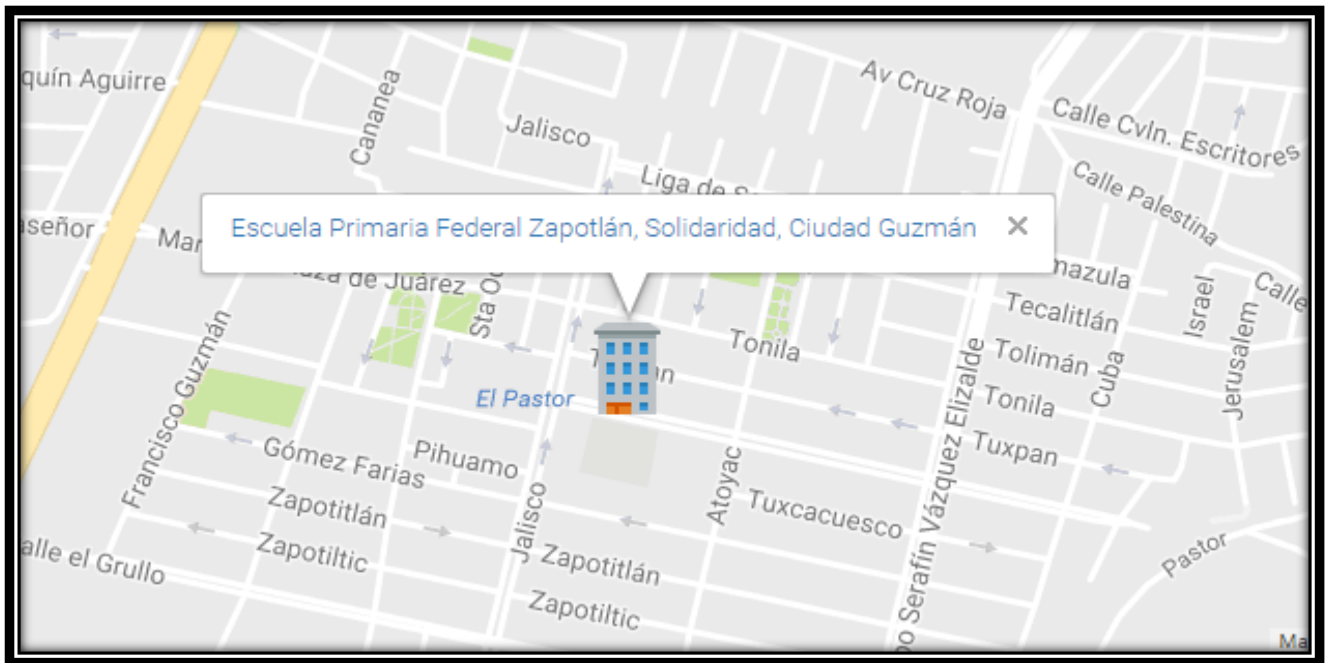 quín Aguirre
Cananea
Jalisco
Av Cruz Roja
Calle Cvln. Escritores
Liga de
Calle Palestina
Escuela Primaria Federal Zapotlán, Solidaridad, Ciudad Guzmán ×
aseñor
Mar
mazula
Calle
Israel
Jerusalem
de Juárez
Sta
Tecalitlán
Tolimán
Cuba
Tonila
Tonila
El Pastor
Francisco Guzmán
Tuxpan
Gómez Farias
Pihuamo
Atoyac
Tuxcacuesco
Zapotitlán
Jalisco
Serafín Vázquez Elizalde
Pastor
Zapotiltic
Zapotitlán
alle el Grullo
Zapotiltic
Ma